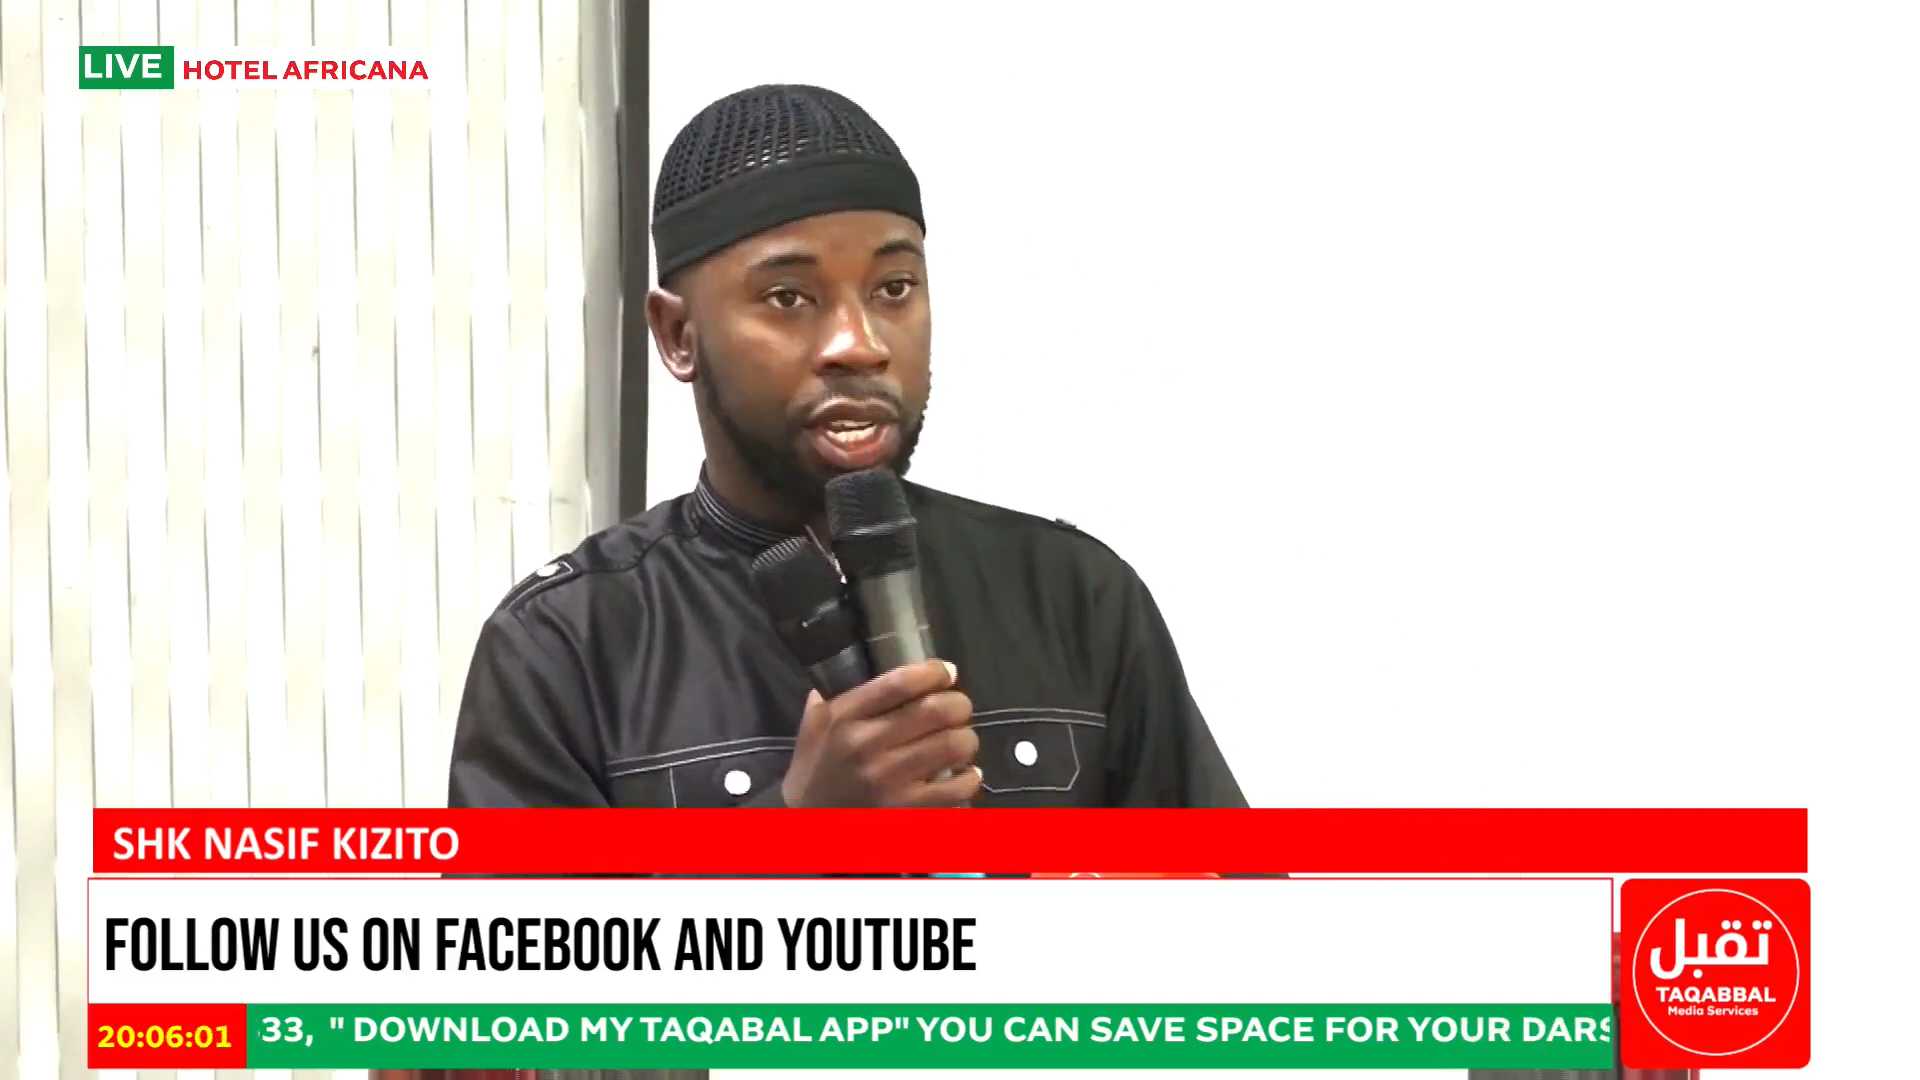 LIVE HOTEL AFRICANA
SHK NASIF KIZITO
FOLLOW US ON FACEBOOK AND YOUTUBE
20:06:01 33, " DOWNLOAD MY TAQABAL APP" YOU CAN SAVE SPACE FOR YOUR DARS
تقبل
TAQABBAL
Media Services